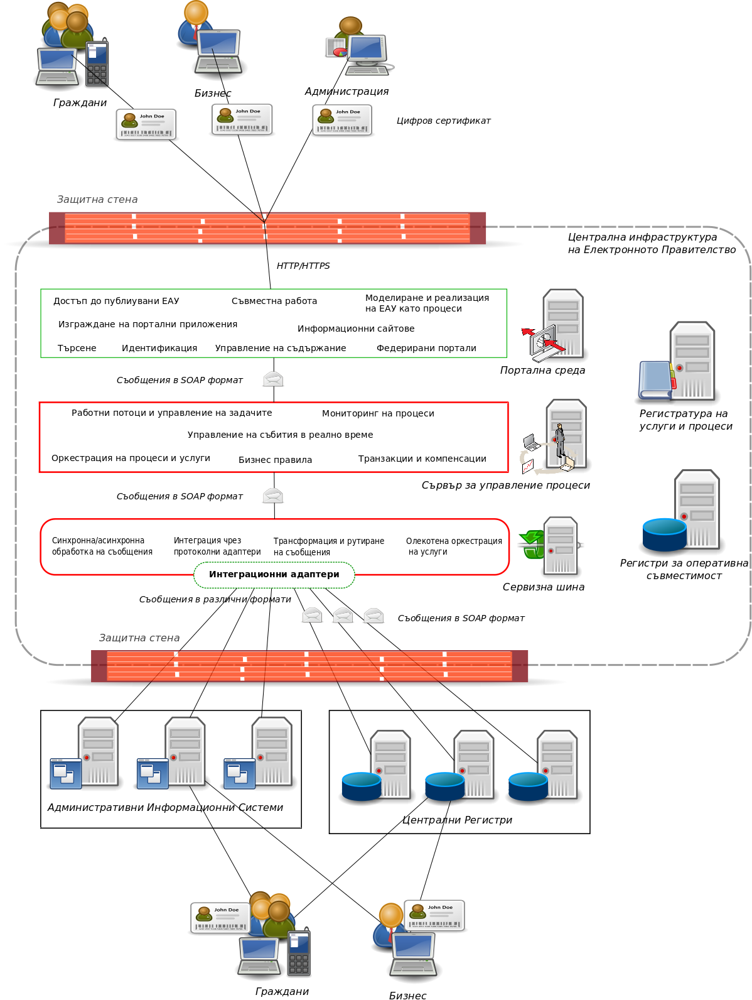 Граждани
Бизнес
Администрация
John Doe
John Doe
John Doe
Цифров сертификат
Защитна стена
Централна инфраструктура
на Електронното Правителство
HTTP/HTTPS
Достъп до публиувани ЕАУ
Съвместна работа
Моделиране и реализация
на ЕАУ като процеси
Изграждане на портални приложения
Информационни сайтове
Търсене
Идентификация
Управление на съдържание
Федерирани портали
Портална среда
Съобщения в SOAP формат
Регистратура на
услуги и процеси
Работни потоци и управление на задачите
Мониторинг на процеси
Управление на събития в реално време
Оркестрация на процеси и услуги
Бизнес правила
Транзакции и компенсации
Сървър за управление процеси
Съобщения в SOAP формат
Синхронна/асинхронна
обработка на съобщения
Интеграция чрез
протоколни адаптери
Трансформация и рутиране
на съобщения
Олекотена оркестрация
на услуги
Интеграционни адаптери
Сервизна шина
Регистри за оперативна
съвместимост
Съобщения в различни формати
Съобщения в SOAP формат
Защитна стена
Административни Информационни Системи
Централни Регистри
John Doe
John Doe
Граждани
Бизнес